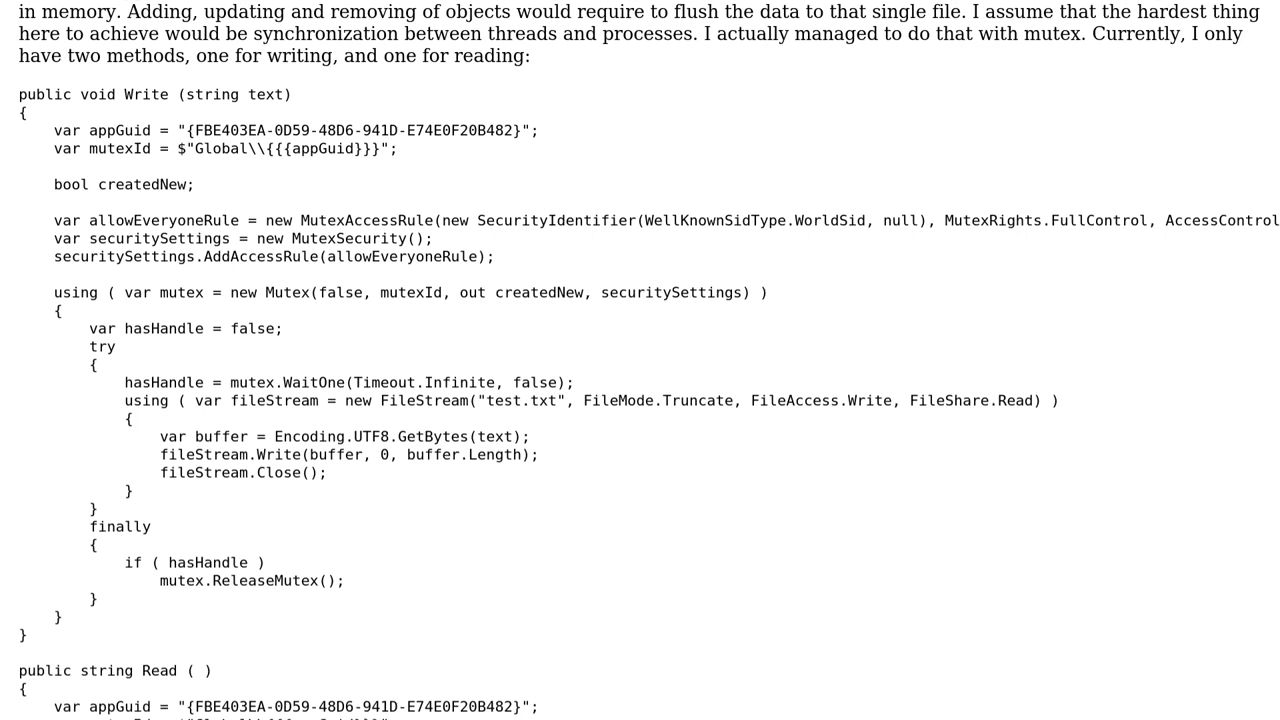 in memory. Adding, updating and removing of objects would require to flush the data to that single file. I assume that the hardest thing
here to achieve would be synchronization between threads and processes. I actually managed to do that with mutex. Currently, I only
have two methods, one for writing, and one for reading:
public void Write (string text)
{
    var appGuid = "{FBE403EA-0D59-48D6-941D-E74E0F20B482}";
    var mutexId = $"Global\\{{{appGuid}}}";
    bool createdNew;
    var allowEveryoneRule = new MutexAccessRule(new SecurityIdentifier(WellKnownSidType.WorldSid, null), MutexRights.FullControl, AccessControl
    var securitySettings = new MutexSecurity();
    securitySettings.AddAccessRule(allowEveryoneRule);
    using ( var mutex = new Mutex(false, mutexId, out createdNew, securitySettings) )
    {
        var hasHandle = false;
        try
        {
            hasHandle = mutex.WaitOne(Timeout.Infinite, false);
            using ( var fileStream = new FileStream("test.txt", FileMode.Truncate, FileAccess.Write, FileShare.Read) )
            {
                var buffer = Encoding.UTF8.GetBytes(text);
                fileStream.Write(buffer, 0, buffer.Length);
                fileStream.Close();
            }
        }
        finally
        {
            if ( hasHandle )
                mutex.ReleaseMutex();
        }
    }
}
public string Read ( )
{
    var appGuid = "{FBE403EA-0D59-48D6-941D-E74E0F20B482}";